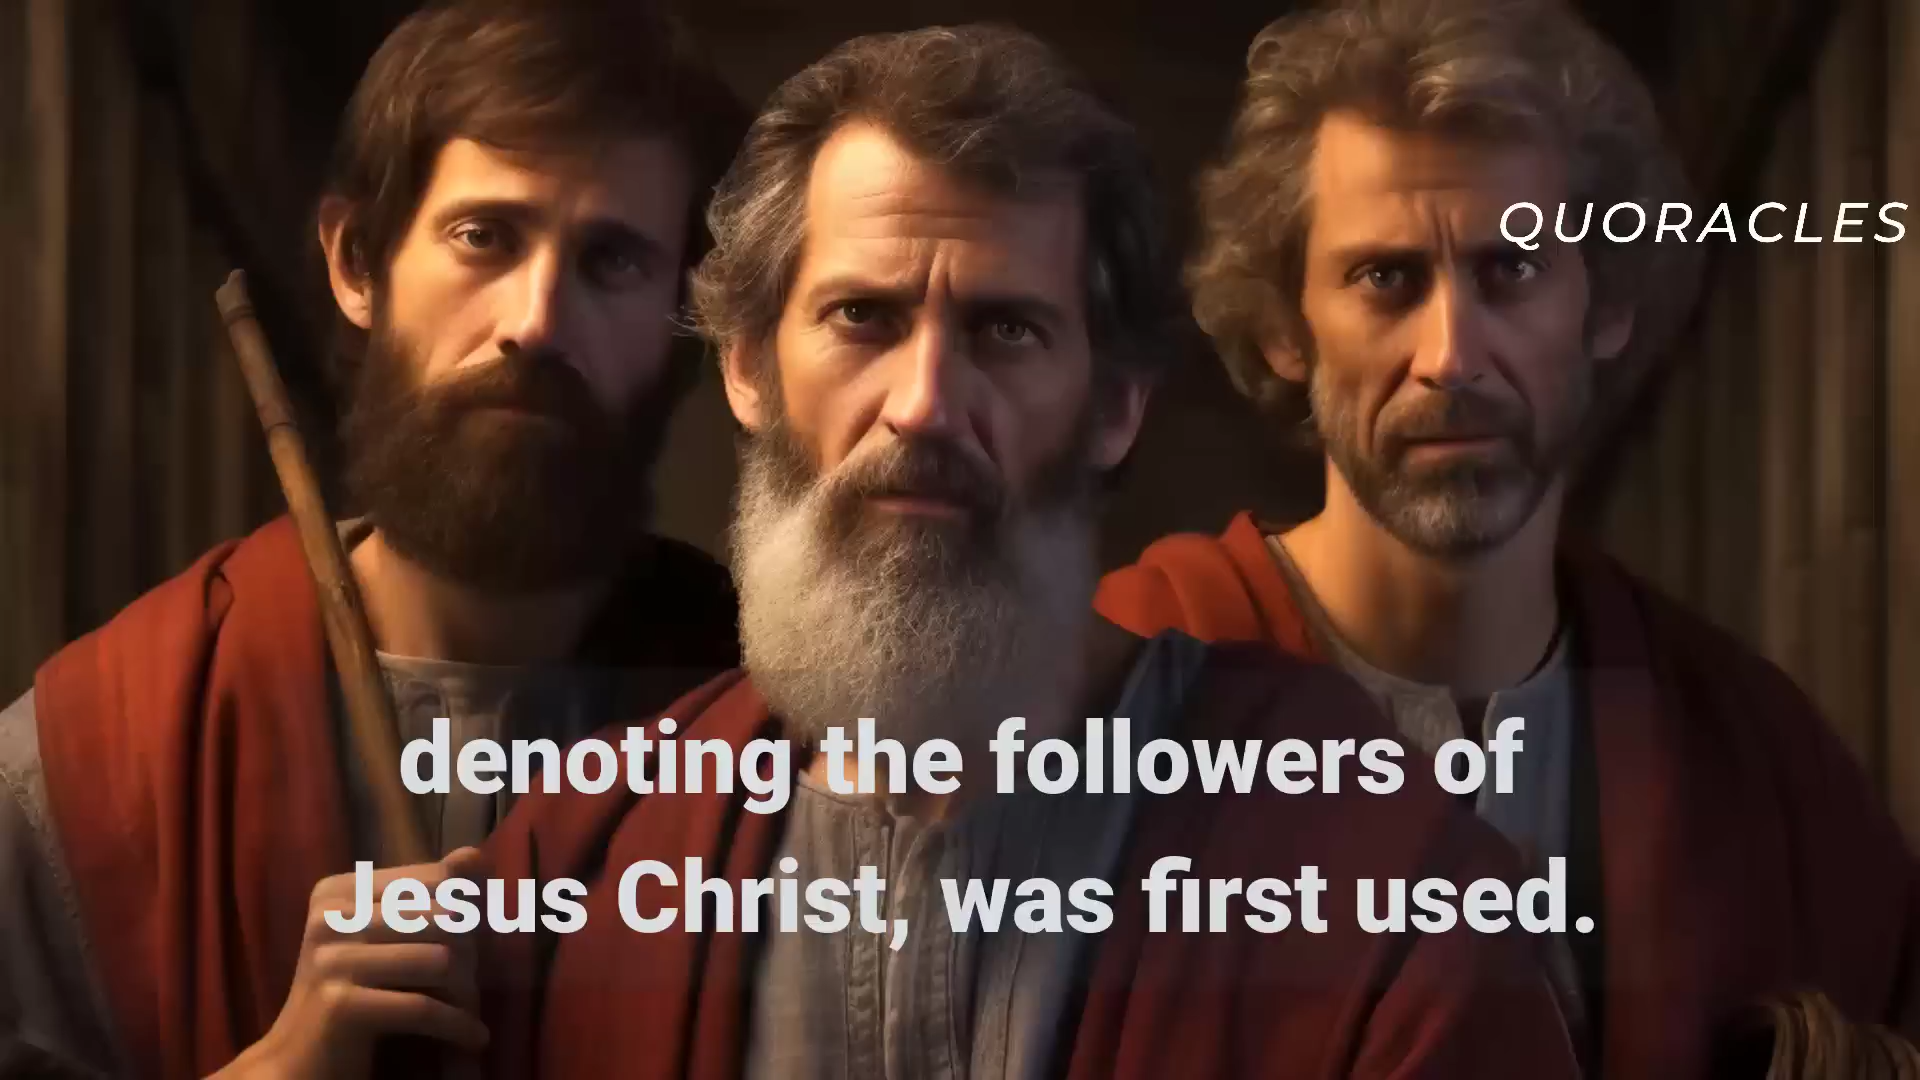 QUORACLES
denoting the followers of
Jesus Christ, was first used.